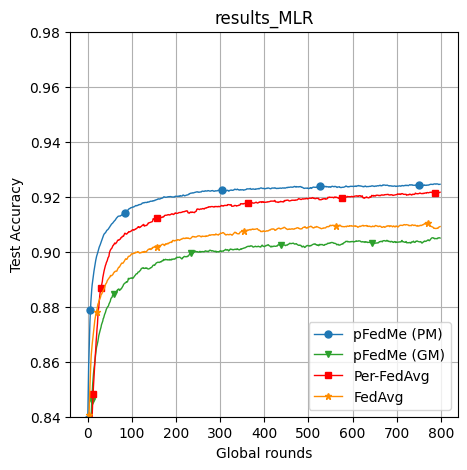 results_MLR
0.98
0.96
0.94
0.92
0.90
0.88
0.86
0.84
Test Accuracy
pFedMe (PM)
pFedMe (GM)
Per-FedAvg
FedAvg
0 100 200 300 400 500 600 700 800
Global rounds